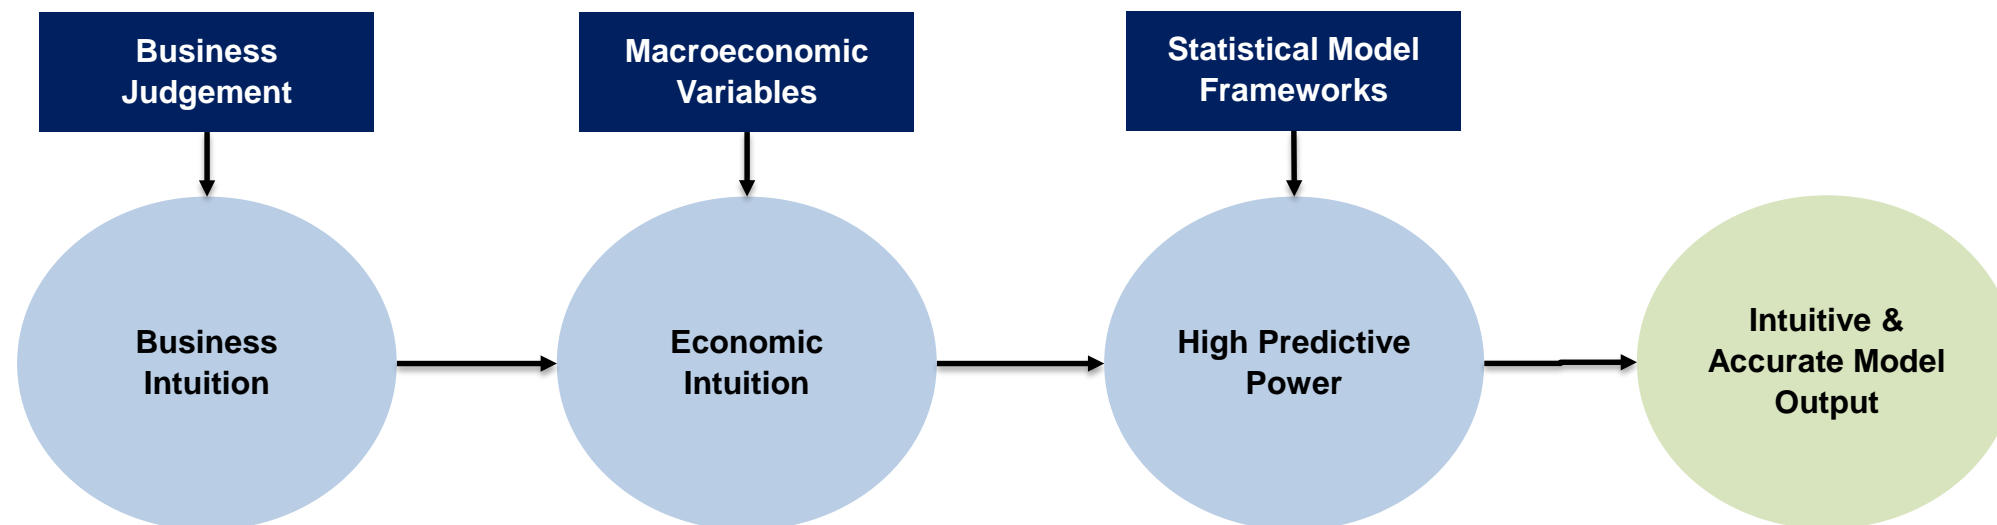 Business
Judgement
Macroeconomic
Variables
Statistical Model
Frameworks
Business
Intuition
Economic
Intuition
High Predictive
Power
Intuitive &
Accurate Model
Output